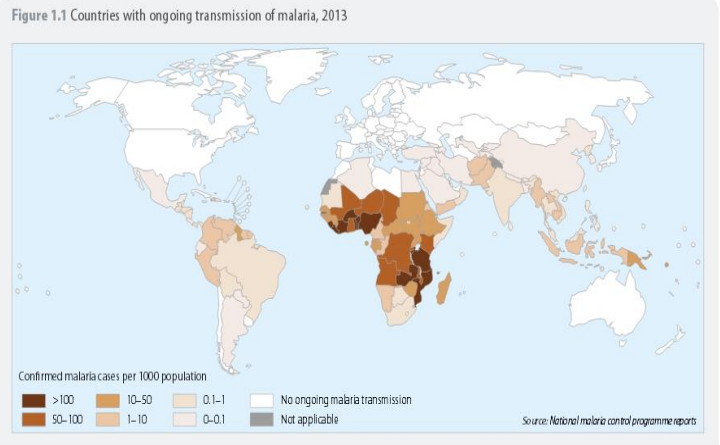 Figure 1.1 Countries with ongoing transmission of malaria, 2013
Confirmed malaria cases per 1000 population
>100
10–50
0.1–1
No ongoing malaria transmission
50–100
1–10
0–0.1
Not applicable
Source: National malaria control programme reports